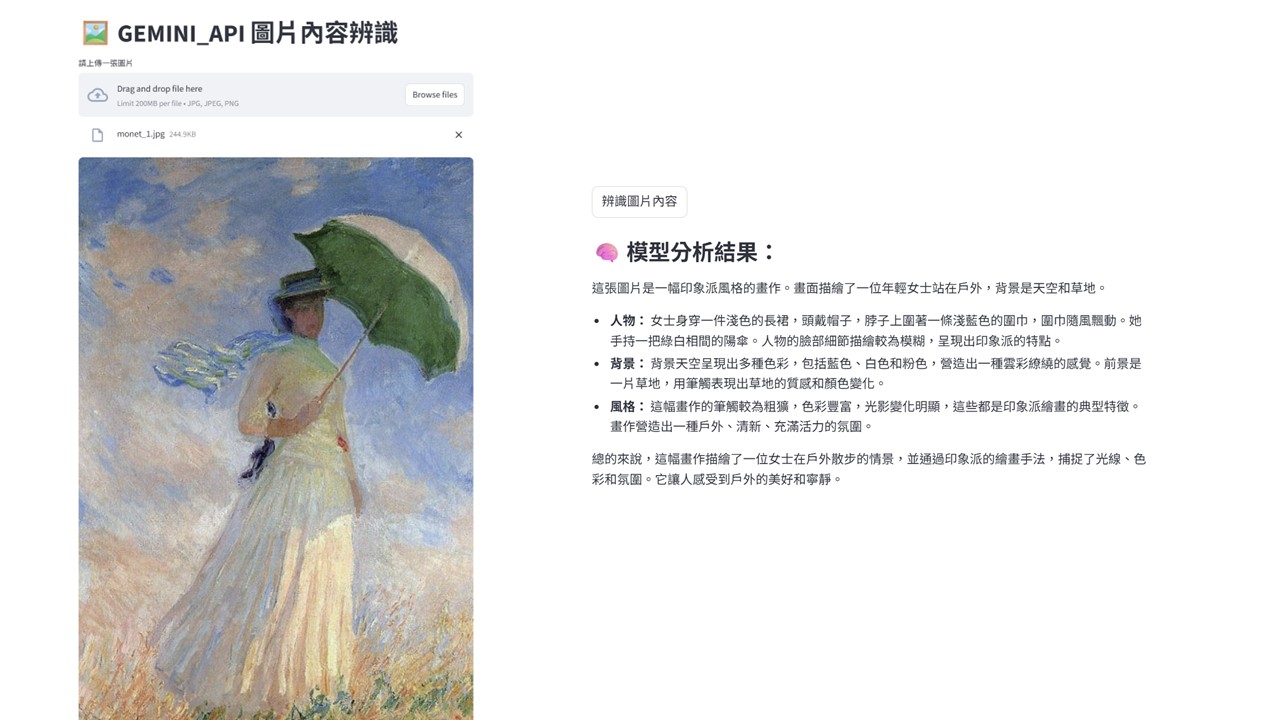 GEMINI_API 圖片內容辨識
請上傳一張圖片
Drag and drop file here
Limit 200MB per file • JPG, JPEG, PNG
Browse files
monet_1.jpg 244.9KB
辨識圖片內容
模型分析結果：
這張圖片是一幅印象派風格的畫作。畫面描繪了一位年輕女士站在戶外，背景是天空和草地。
• 人物： 女士身穿一件淺色的長裙，頭戴帽子，脖子上圍著一條淺藍色的圍巾，圍巾隨風飄動。她
手持一把綠白相間的陽傘。人物的臉部細節描繪較為模糊，呈現出印象派的特點。
• 背景： 背景天空呈現出多種色彩，包括藍色、白色和粉色，營造出一種雲彩繚繞的感覺。前景是
一片草地，用筆觸表現出草地的質感和顏色變化。
• 風格： 這幅畫作的筆觸較為粗獷，色彩豐富，光影變化明顯，這些都是印象派繪畫的典型特徵。
畫作營造出一種戶外、清新、充滿活力的氛圍。
總的來說，這幅畫作描繪了一位女士在戶外散步的情景，並通過印象派的繪畫手法，捕捉了光線、色
彩和氛圍。它讓人感受到戶外的美好和寧靜。